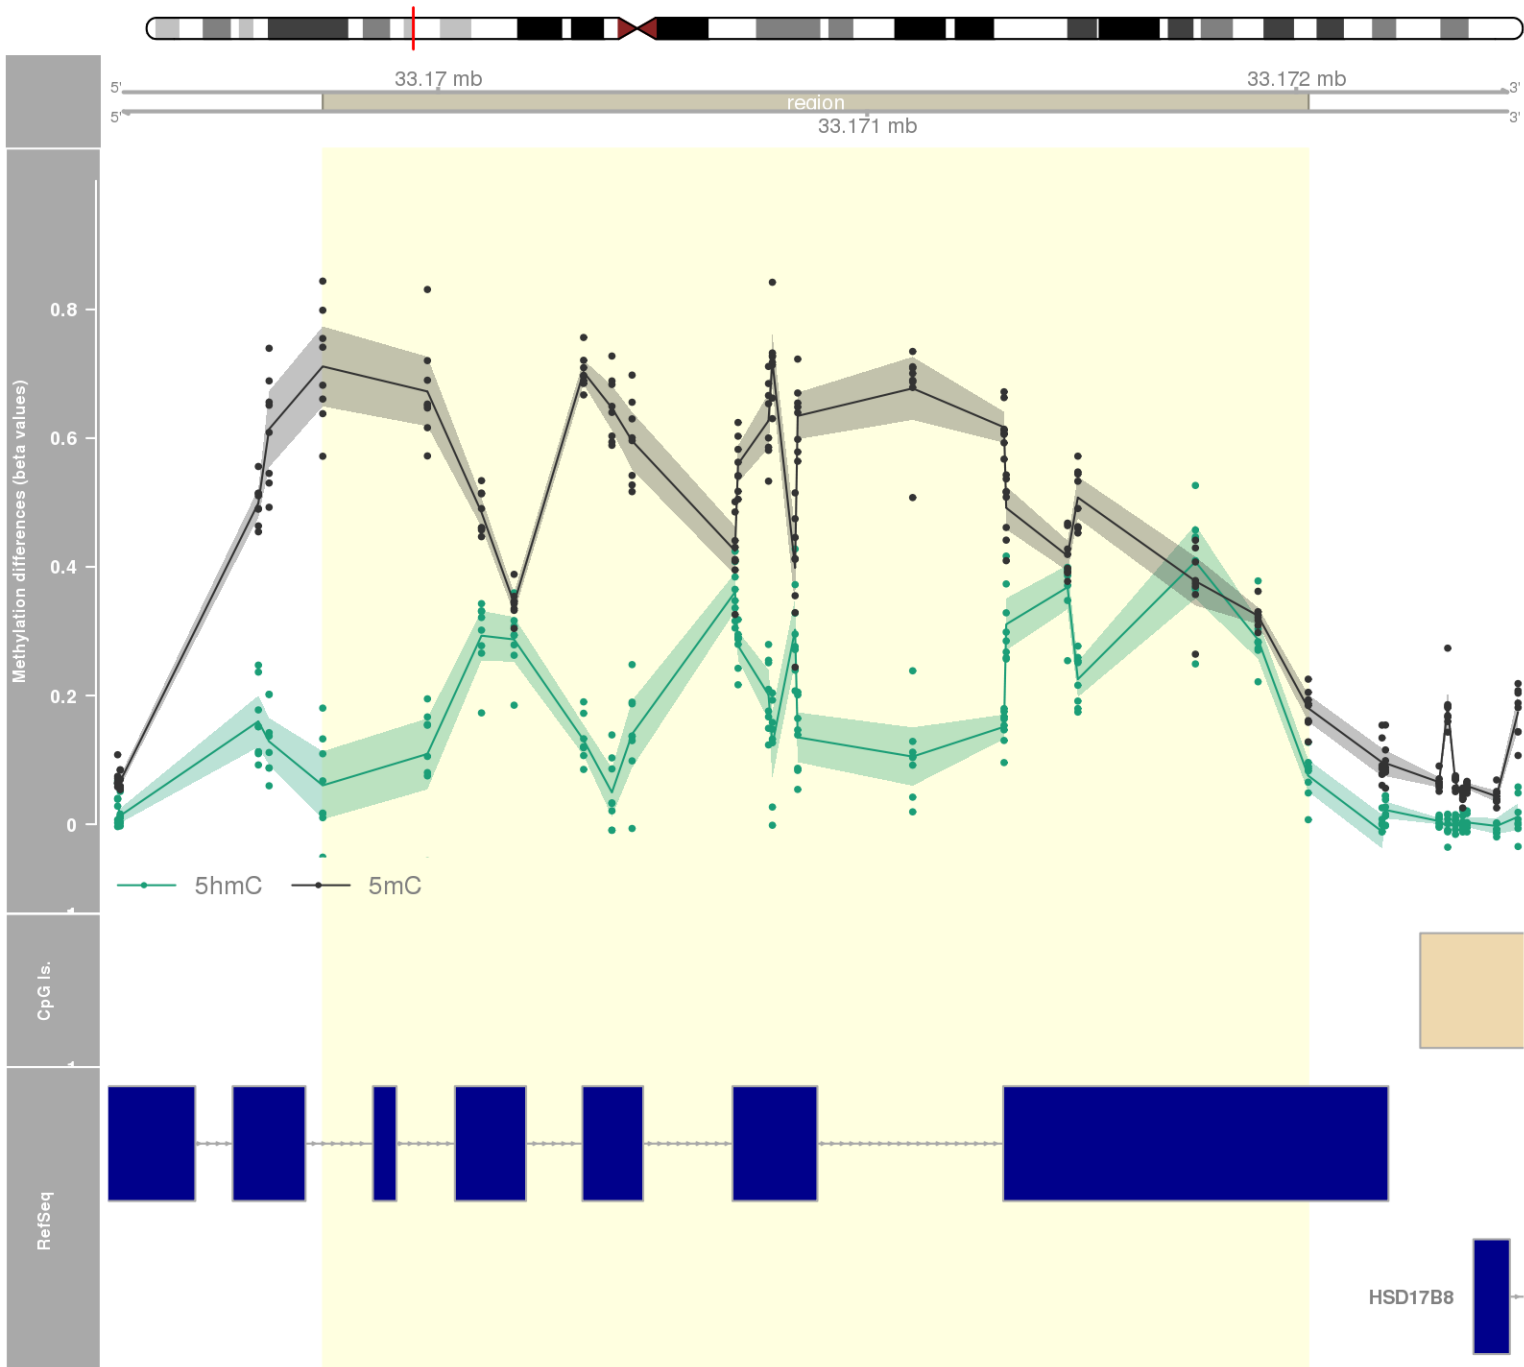 33.17 mb
33.172 mb
5'
3'
region
5'
3'
33.171 mb
Methylation differences (beta values)
0.8
0.6
0.4
0.2
0
5hmC
5mC
CpG Is.
RefSeq
HSD17B8